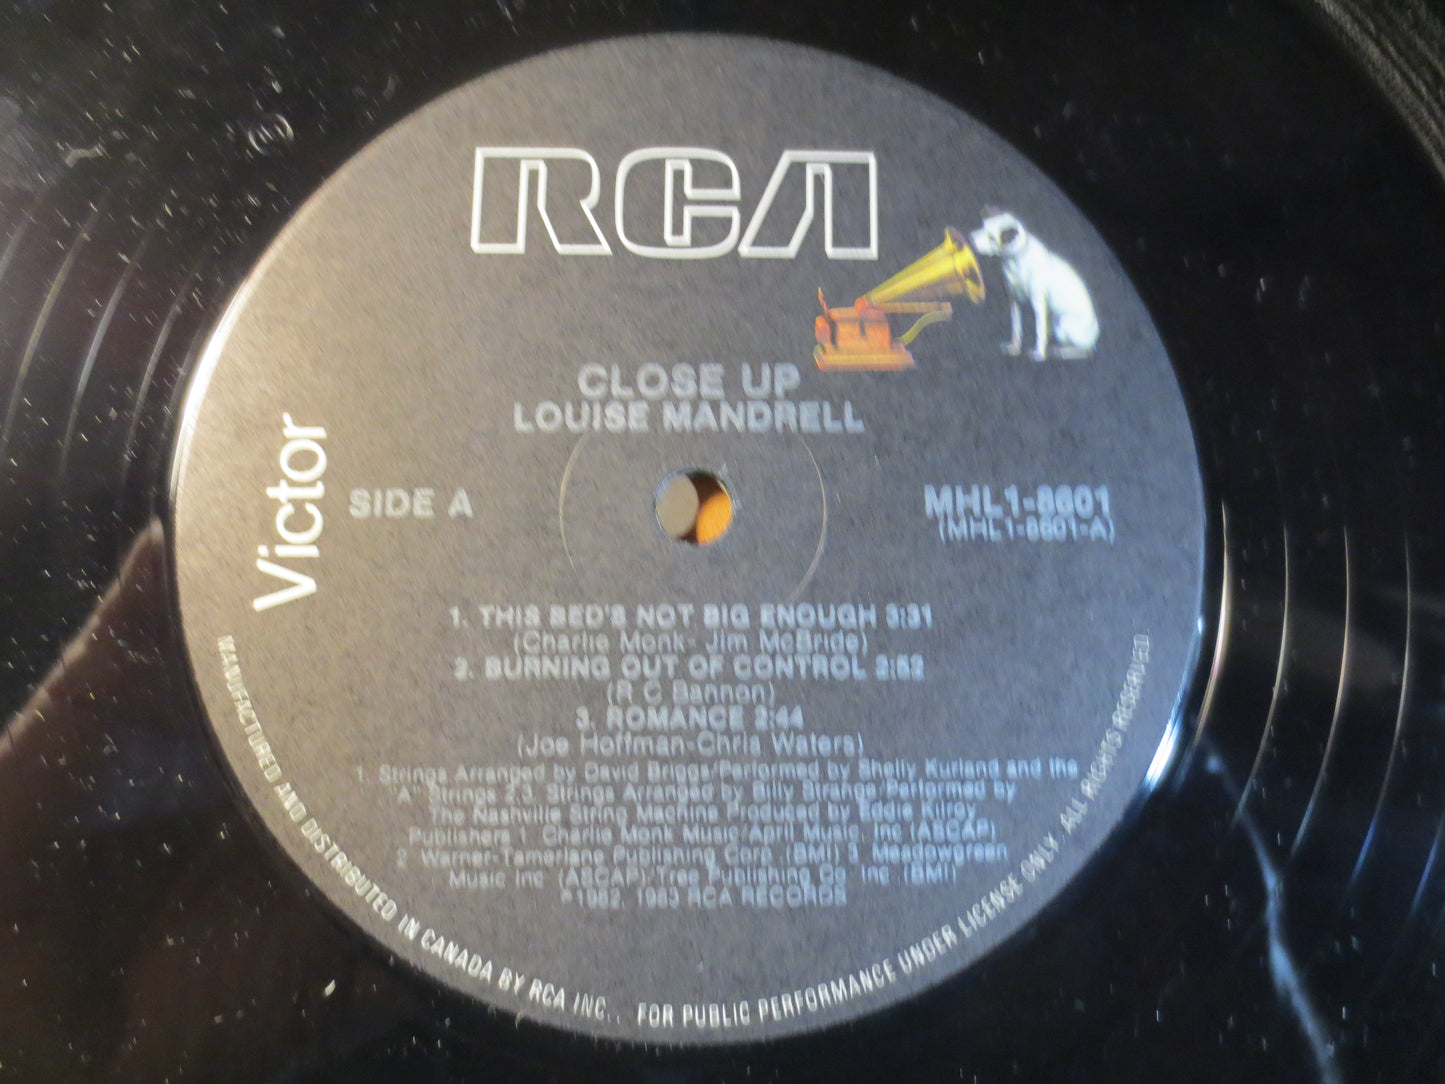 RCA
CLOSE UP
LOUISE MANDRELL
Victor
SIDE A
MHL1-8601
(MHL1-8601-A)
1. THIS BED'S NOT BIG ENOUGH 3:31
(Charlie Monk-Jim McBride)
2. BURNING OUT OF CONTROL 2:52
(R C Bannon)
3. ROMANCE 2:44
(Joe Hoffman-Chris Waters)
1. Strings Arranged by David Briggs/Performed by Shelly Kurland and the
"A" Strings 2,3. Strings Arranged by Billy Strange/Performed by
The Nashville String Machine Produced by Eddie Kilroy
Publishers 1. Charlie Monk Music/April Music, Inc (ASCAP)
2 Warner-Tamerlane Publishing Corp. (BMI) 3. Meadowgreen
Music Inc (ASCAP)/Tree Publishing Co. Inc. (BMI)
℗1982, 1983 RCA RECORDS
MANUFACTURED AND DISTRIBUTED IN CANADA BY RCA INC., FOR PUBLIC PERFORMANCE UNDER LICENSE ONLY. ALL RIGHTS RESERVED